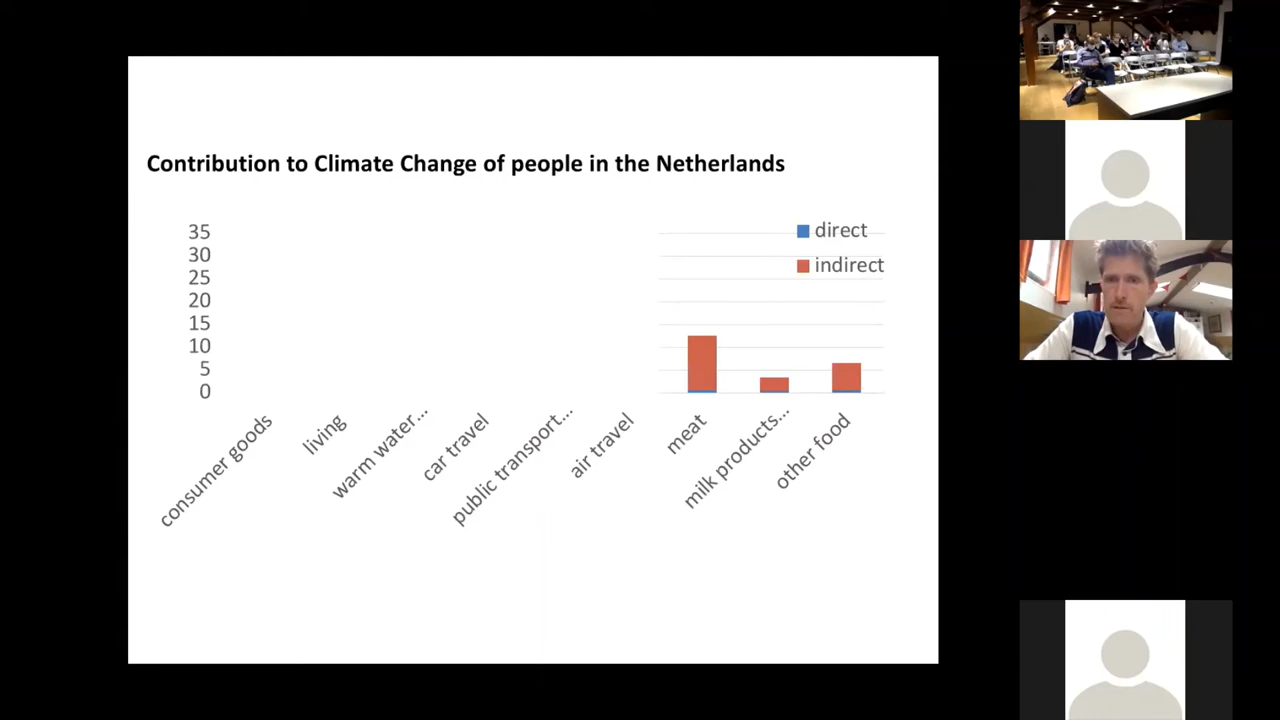 Contribution to Climate Change of people in the Netherlands
35
30
25
20
15
10
5
0
direct
indirect
consumer goods
living
warm water...
car travel
public transport...
air travel
meat
milk products...
other food